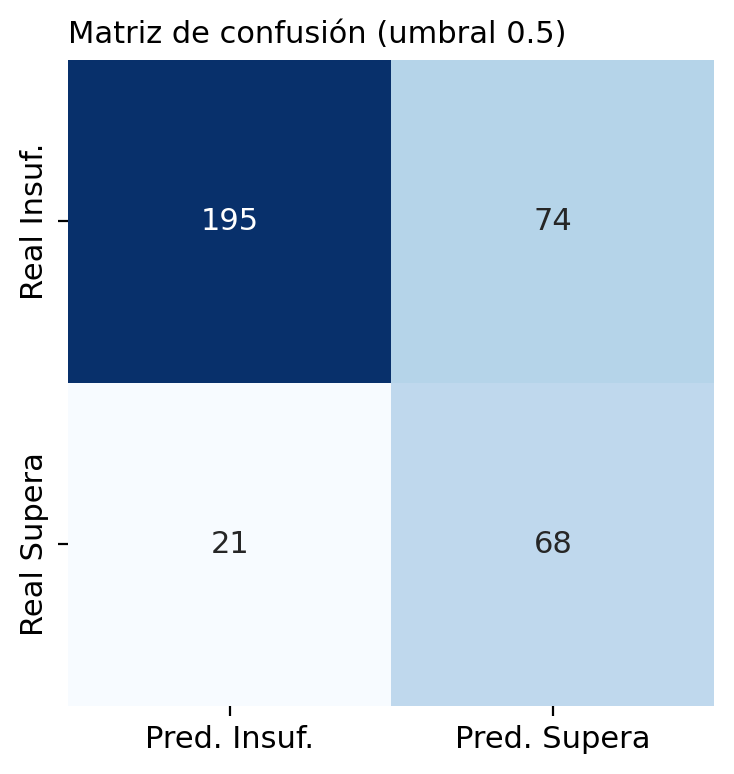 Matriz de confusión (umbral 0.5)
Real Insuf.
195
74
Real Supera
21
68
Pred. Insuf.
Pred. Supera